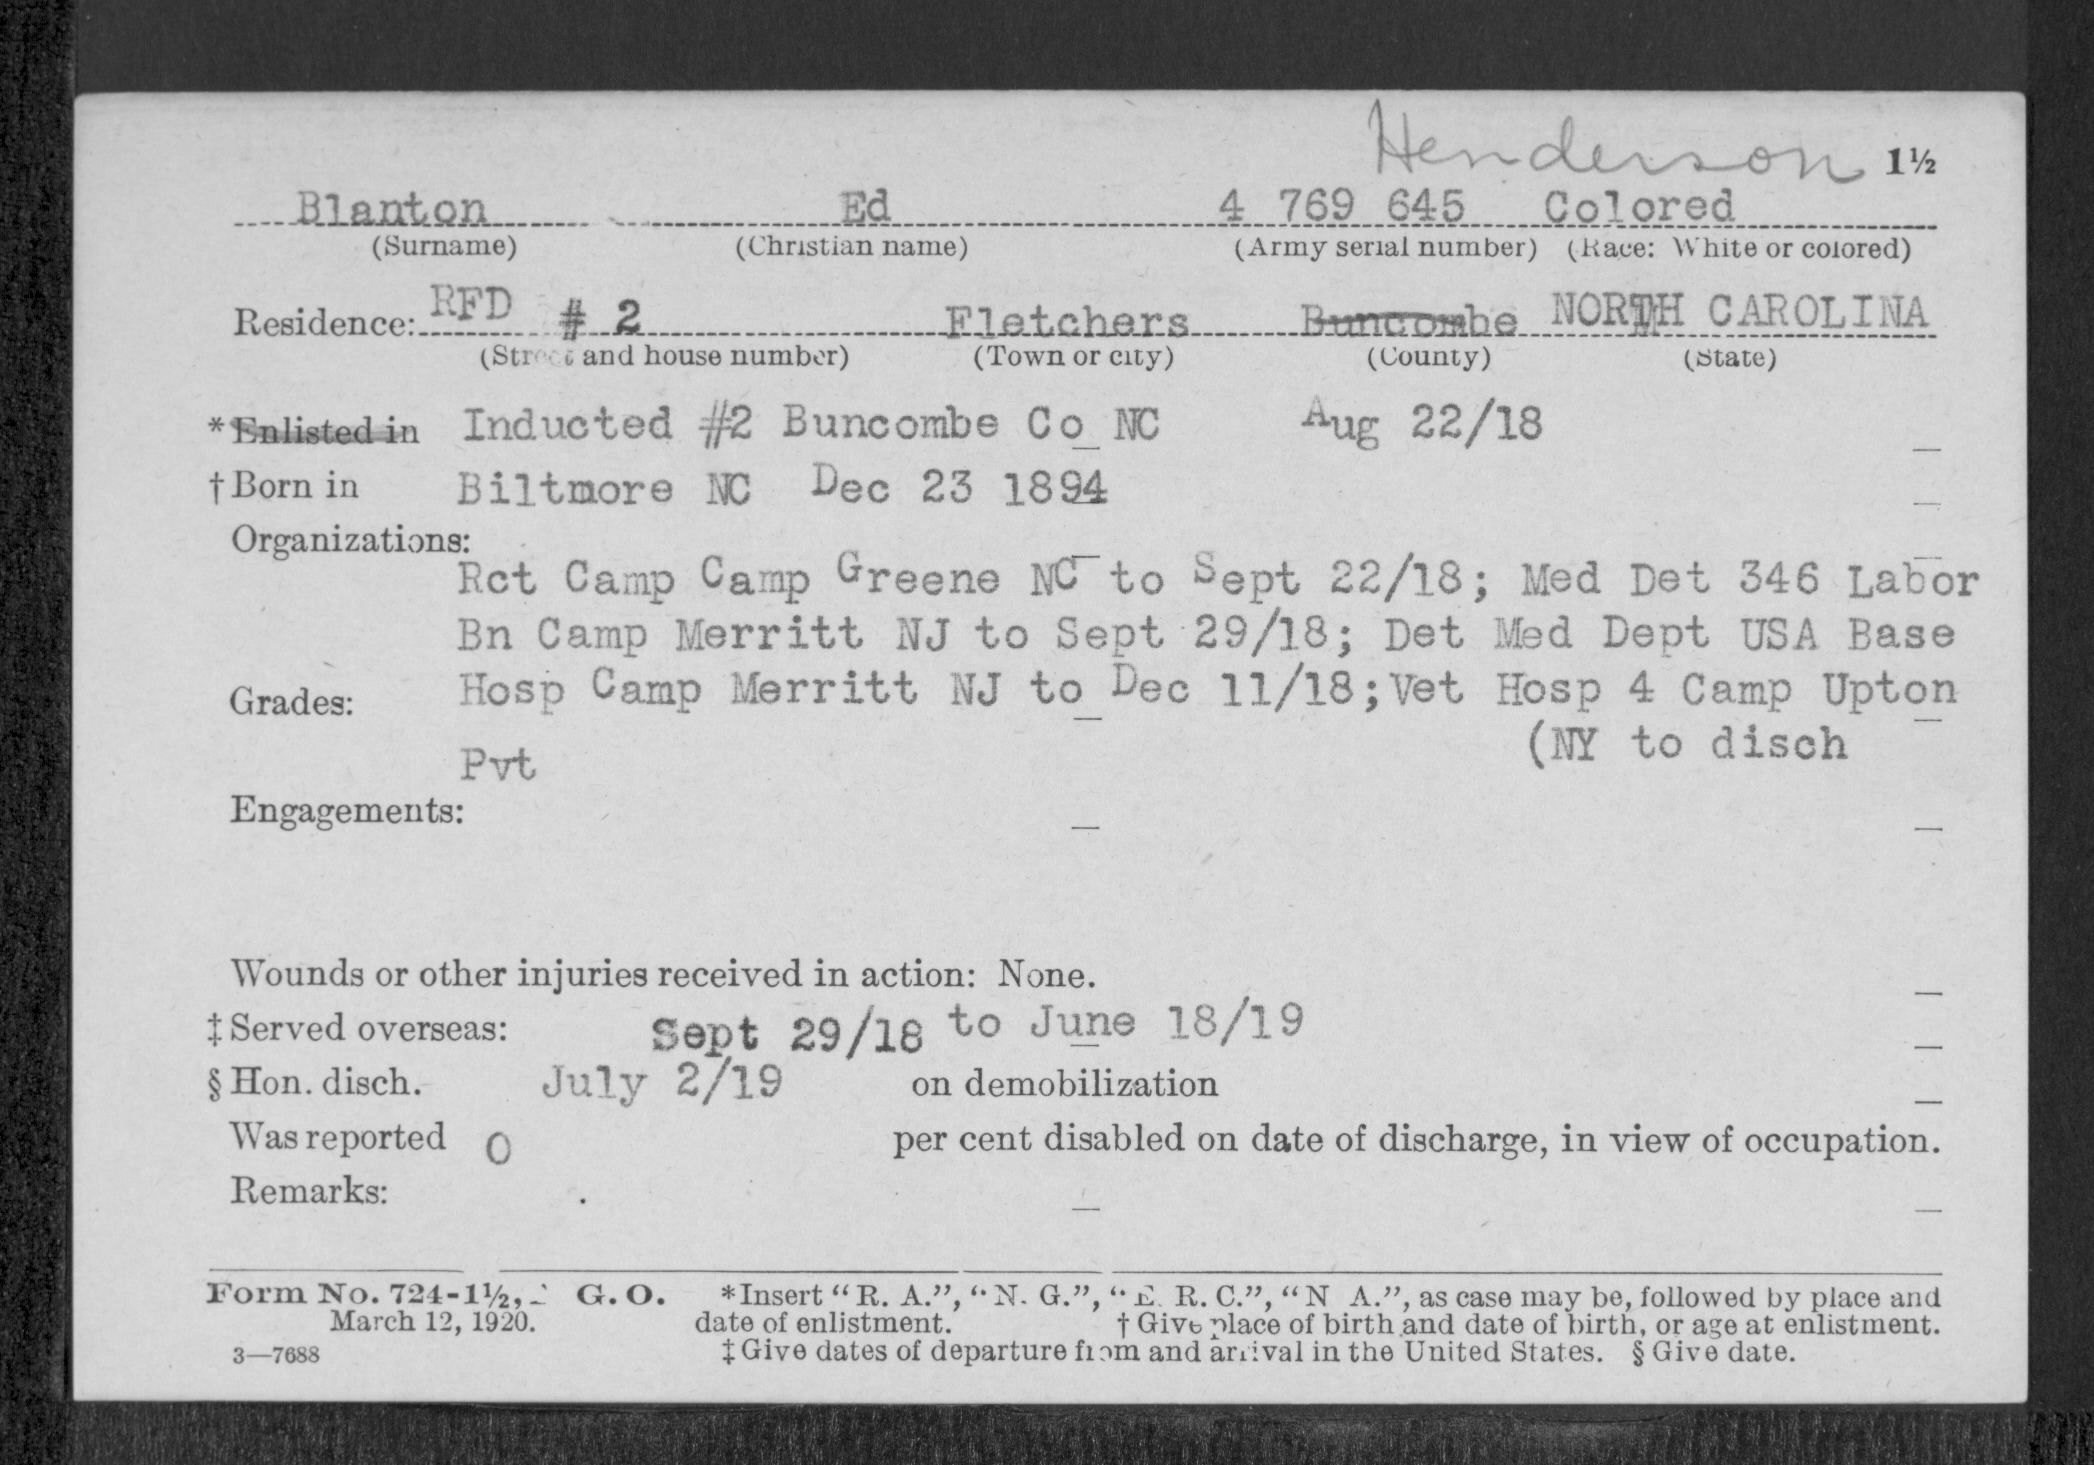 Henderson 1½
Blanton Ed 4 769 645 Colored
(Surname) (Christian name) (Army serial number) (Race: White or colored)
Residence: RFD # 2 Fletchers Buncombe NORTH CAROLINA
(Street and house number) (Town or city) (County) (State)
* Enlisted in Inducted #2 Buncombe Co NC Aug 22/18
† Born in Biltmore NC Dec 23 1894
Organizations:
Rct Camp Camp Greene NC to Sept 22/18; Med Det 346 Labor
Bn Camp Merritt NJ to Sept 29/18; Det Med Dept USA Base
Grades: Hosp Camp Merritt NJ to Dec 11/18; Vet Hosp 4 Camp Upton
(NY to disch
Pvt
Engagements:
Wounds or other injuries received in action: None.
‡ Served overseas: Sept 29/18 to June 18/19
§ Hon. disch. July 2/19 on demobilization
Was reported 0 per cent disabled on date of discharge, in view of occupation.
Remarks:
Form No. 724-1½, G. O. *Insert "R. A.", "N. G.", "E. R. C.", "N A.", as case may be, followed by place and
March 12, 1920. date of enlistment. † Give place of birth and date of birth, or age at enlistment.
3—7688 ‡ Give dates of departure from and arrival in the United States. § Give date.